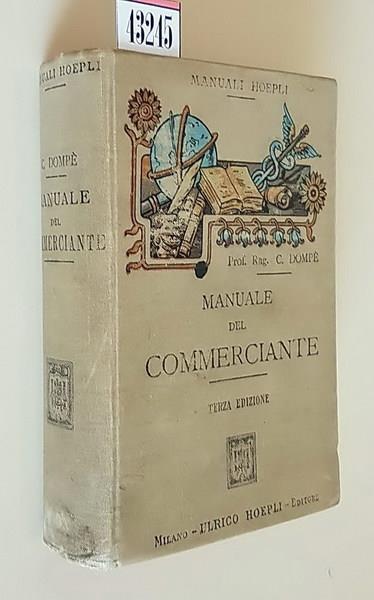 43245
MANUALI HOEPLI
Prof. Rag. C. DOMPÈ
MANUALE
DEL
COMMERCIANTE
TERZA EDIZIONE
MILANO - ULRICO HOEPLI - EDITORE
MANUALI HOEPLI
C. DOMPÈ
MANUALE
DEL
COMMERCIANTE